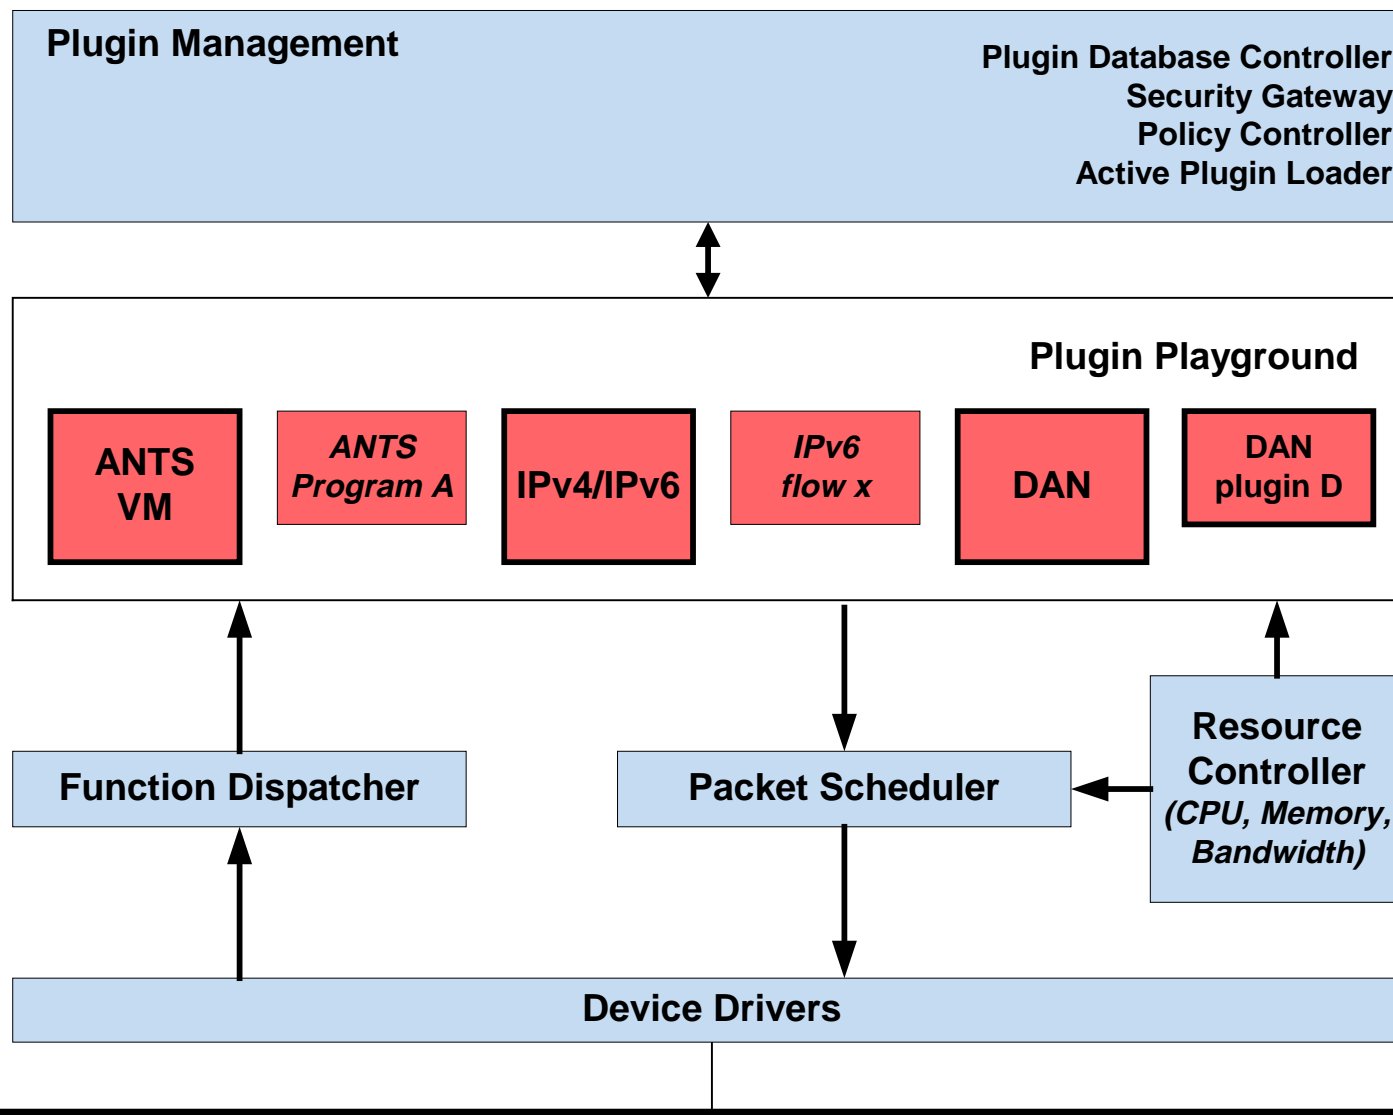 Plugin Management
Plugin Database Controller
Security Gateway
Policy Controller
Active Plugin Loader
Plugin Playground
ANTS
VM
ANTS
Program A
IPv4/IPv6
IPv6
flow x
DAN
DAN
plugin D
Function Dispatcher
Packet Scheduler
Resource
Controller
(CPU, Memory,
Bandwidth)
Device Drivers